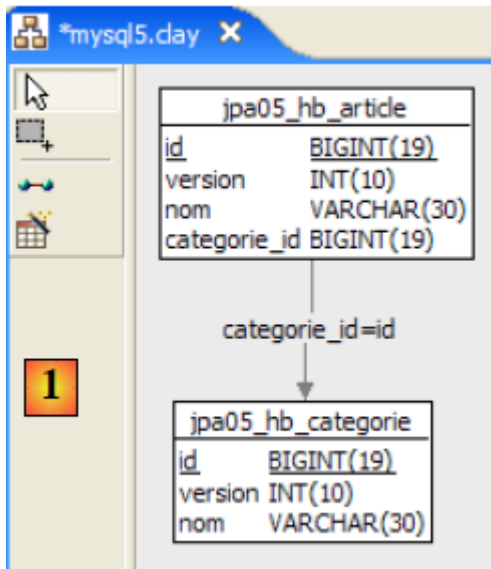 *mysql5.clay
jpa05_hb_article
id BIGINT(19)
version INT(10)
nom VARCHAR(30)
categorie_id BIGINT(19)
categorie_id=id
1
jpa05_hb_categorie
id BIGINT(19)
version INT(10)
nom VARCHAR(30)